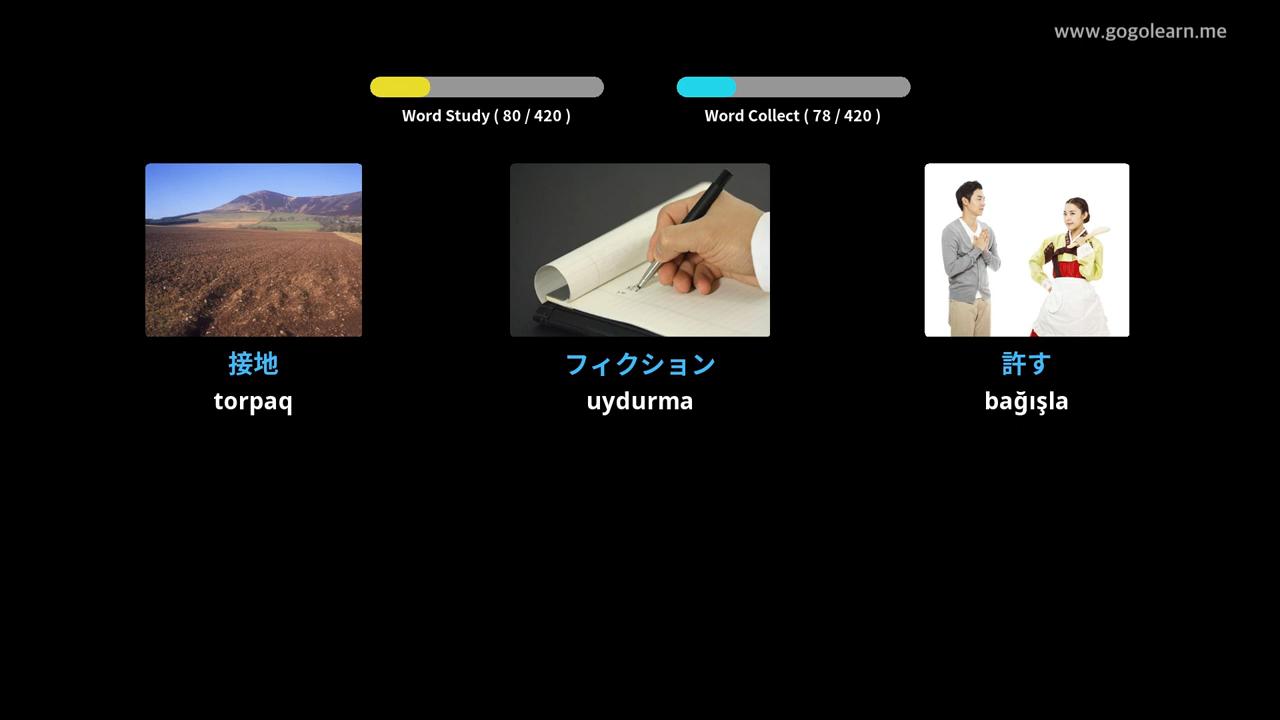 www.gogolearn.me
Word Study ( 80 / 420 )
Word Collect ( 78 / 420 )
接地
torpaq
フィクション
uydurma
許す
bağışla